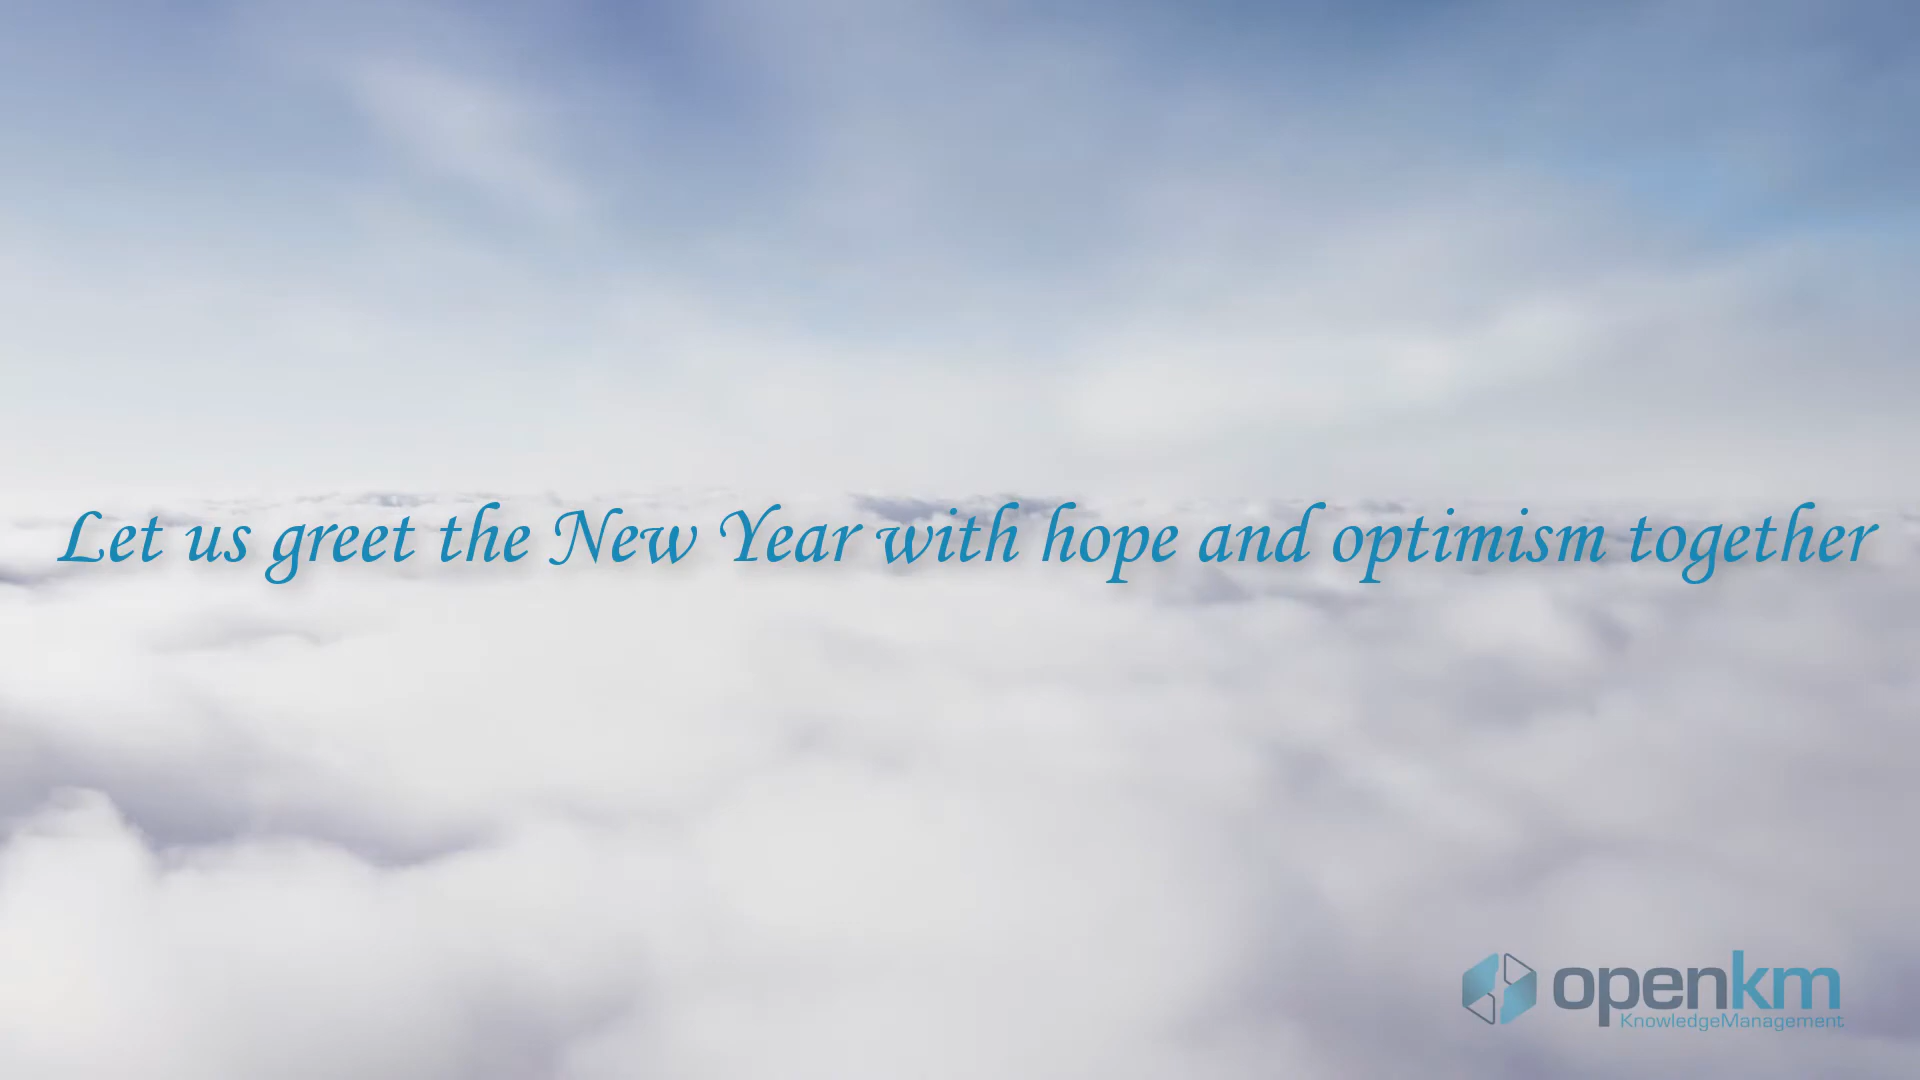 Let us greet the New Year with hope and optimism together
openkm
KnowledgeManagement